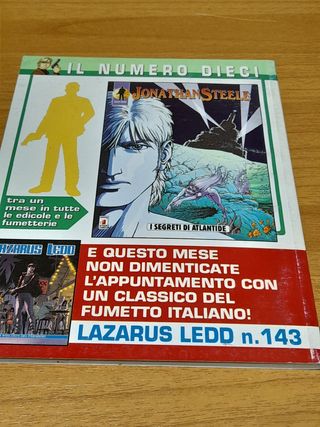 IL NUMERO DIECI
JONATHAN STEELE
I SEGRETI DI ATLANTIDE
tra un
mese in tutte
le edicole e le
fumetterie
LAZARUS LEDD
E QUESTO MESE
NON DIMENTICATE
L'APPUNTAMENTO CON
UN CLASSICO DEL
FUMETTO ITALIANO!
LAZARUS LEDD n.143